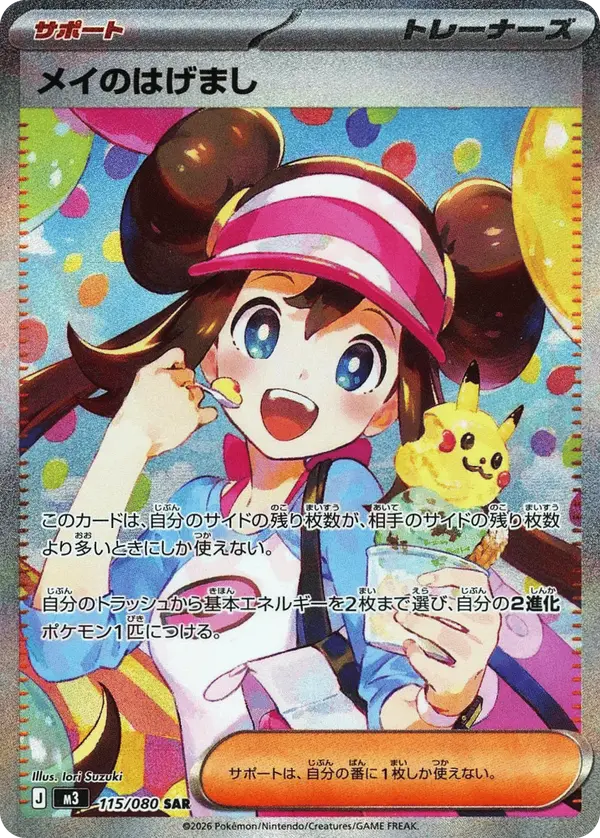 サポート トレーナーズ
メイのはげまし
このカードは、自分のサイドの残り枚数が、相手のサイドの残り枚数
より多いときにしか使えない。
自分のトラッシュから基本エネルギーを2枚まで選び、自分の2進化
ポケモン1匹につける。
サポートは、自分の番に1枚しか使えない。
Illus. Iori Suzuki
J M3 115/080 SAR
©2026 Pokémon/Nintendo/Creatures/GAME FREAK.